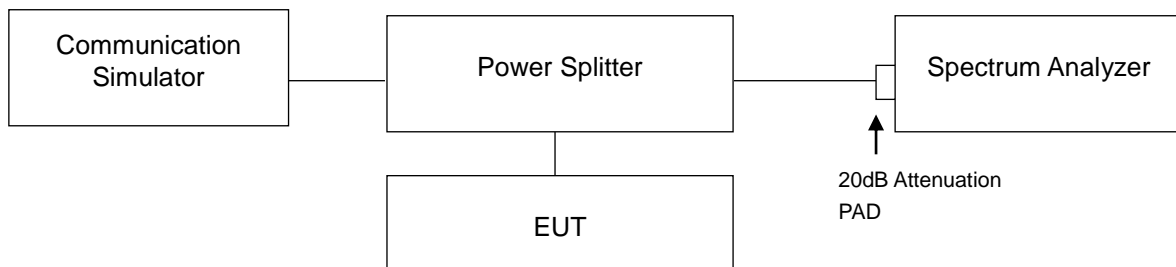 Communication
Simulator
Power Splitter
Spectrum Analyzer
20dB Attenuation
PAD
EUT